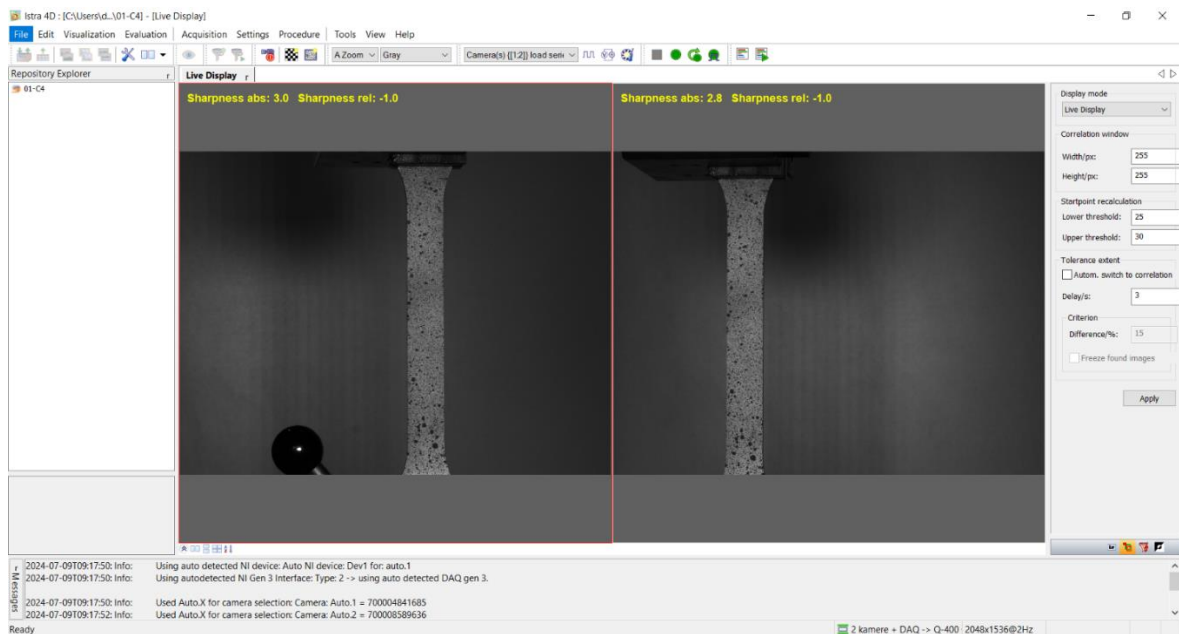 Istra 4D : [C:\Users\d...\01-C4] - [Live Display]
File Edit Visualization Evaluation Acquisition Settings Procedure Tools View Help
A Zoom Gray Camera(s) {[1;2]} load serie
Repository Explorer
01-C4
Live Display
Sharpness abs: 3.0 Sharpness rel: -1.0
Sharpness abs: 2.8 Sharpness rel: -1.0
Display mode
Live Display
Correlation window
Width/px: 255
Height/px: 255
Startpoint recalculation
Lower threshold: 25
Upper threshold: 30
Tolerance extent
Autom. switch to correlation
Delay/s: 3
Criterion
Difference/%: 15
Freeze found images
Apply
Messages
2024-07-09T09:17:50: Info: Using auto detected NI device: Auto NI device: Dev1 for: auto.1
2024-07-09T09:17:50: Info: Using autodetected NI Gen 3 Interface: Type: 2 -> using auto detected DAQ gen 3.
2024-07-09T09:17:50: Info: Used Auto.X for camera selection: Camera: Auto.1 = 700004841685
2024-07-09T09:17:52: Info: Used Auto.X for camera selection: Camera: Auto.2 = 700008589636
Ready
2 kamere + DAQ -> Q-400 2048x1536@2Hz